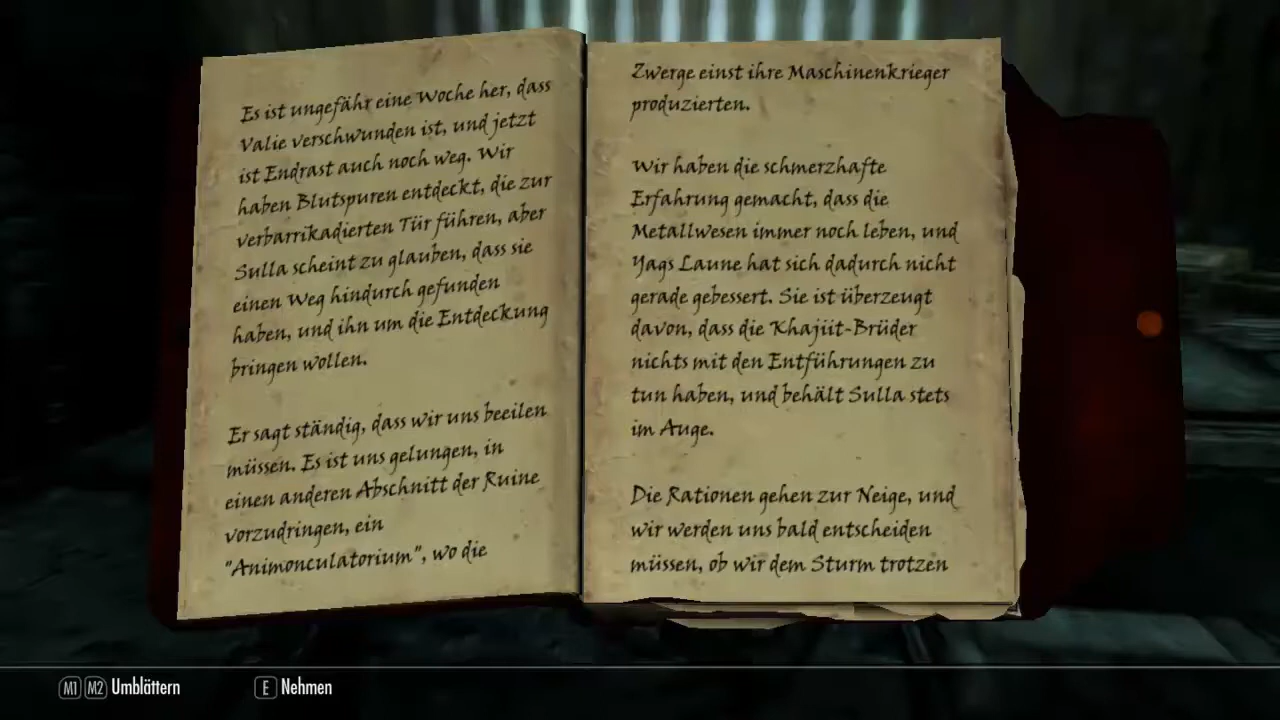 Es ist ungefähr eine Woche her, dass
Valie verschwunden ist, und jetzt
ist Endrast auch noch weg. Wir
haben Blutspuren entdeckt, die zur
verbarrikadierten Tür führen, aber
Sulla scheint zu glauben, dass sie
einen Weg hindurch gefunden
haben, und ihn um die Entdeckung
bringen wollen.
Er sagt ständig, dass wir uns beeilen
müssen. Es ist uns gelungen, in
einen anderen Abschnitt der Ruine
vorzudringen, ein
"Animonculatorium", wo die
Zwerge einst ihre Maschinenkrieger
produzierten.
Wir haben die schmerzhafte
Erfahrung gemacht, dass die
Metallwesen immer noch leben, und
Yags Laune hat sich dadurch nicht
gerade gebessert. Sie ist überzeugt
davon, dass die Khajiit-Brüder
nichts mit den Entführungen zu
tun haben, und behält Sulla stets
im Auge.
Die Rationen gehen zur Neige, und
wir werden uns bald entscheiden
müssen, ob wir dem Sturm trotzen
M1 M2 Umblättern E Nehmen